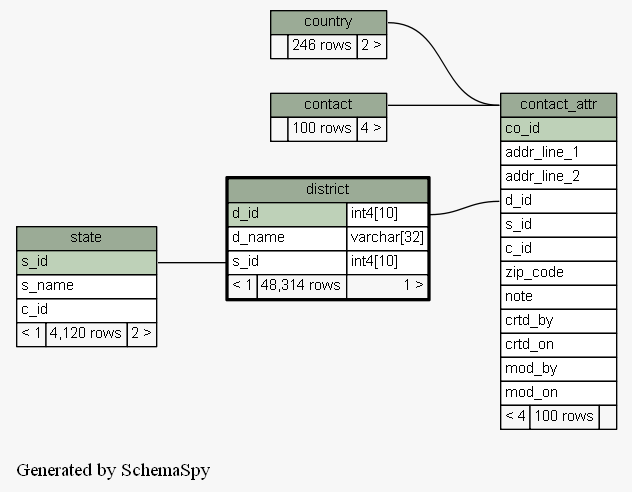 country
246 rows 2 >
contact
100 rows 4 >
contact_attr
co_id
addr_line_1
addr_line_2
d_id
s_id
c_id
zip_code
note
crtd_by
crtd_on
mod_by
mod_on
< 4 100 rows
district
d_id int4[10]
d_name varchar[32]
s_id int4[10]
< 1 48,314 rows 1 >
state
s_id
s_name
c_id
< 1 4,120 rows 2 >
Generated by SchemaSpy